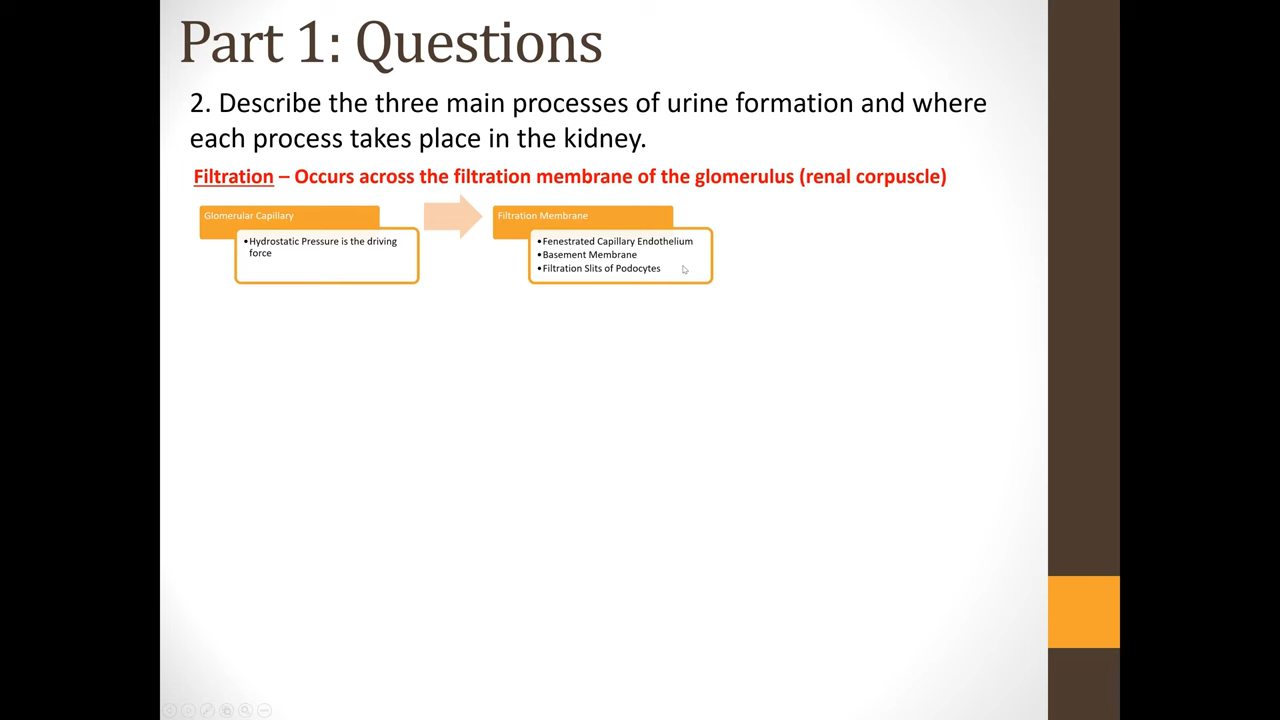 Part 1: Questions
2. Describe the three main processes of urine formation and where
each process takes place in the kidney.
Filtration – Occurs across the filtration membrane of the glomerulus (renal corpuscle)
Glomerular Capillary
•Hydrostatic Pressure is the driving
force
Filtration Membrane
•Fenestrated Capillary Endothelium
•Basement Membrane
•Filtration Slits of Podocytes